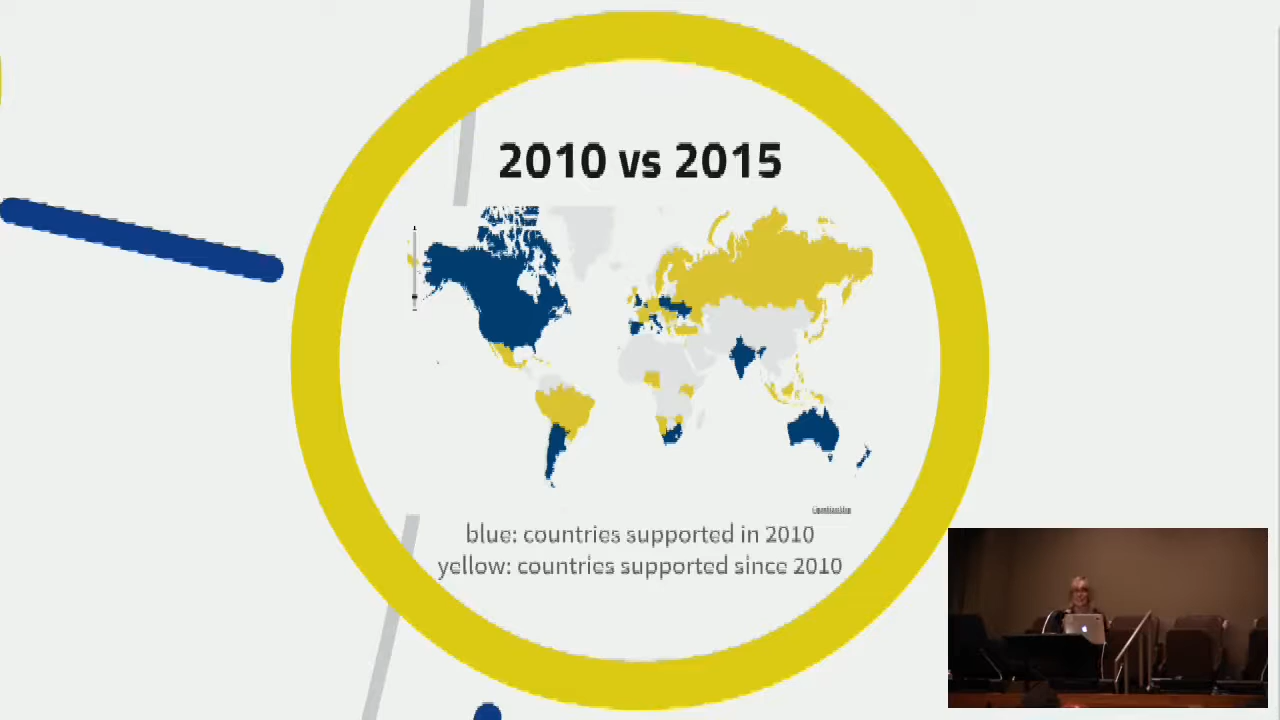 2010 vs 2015
blue: countries supported in 2010
yellow: countries supported since 2010